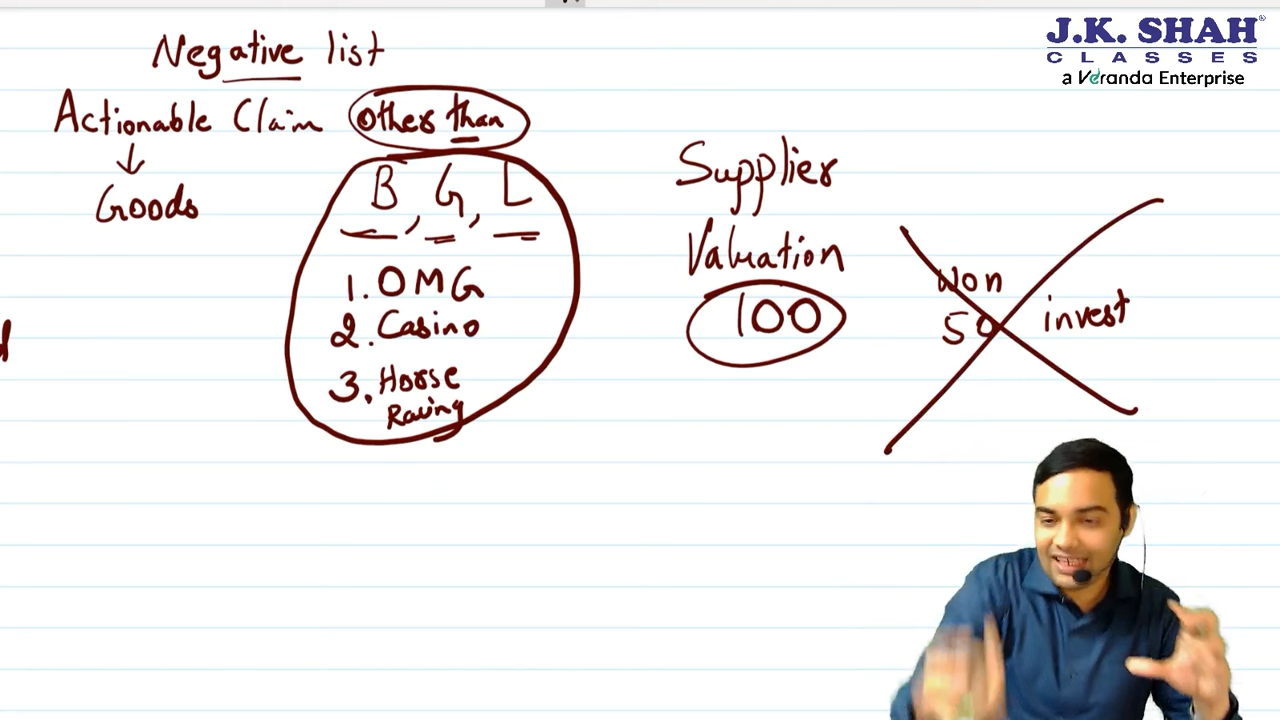 J.K. SHAH®
CLASSES
a Veranda Enterprise
Negative list
Actionable Claim other than
Goods
B, G, L
1. OMG
2. Casino
3. Horse
Racing
Supplier
Valuation
100
won
50
invest